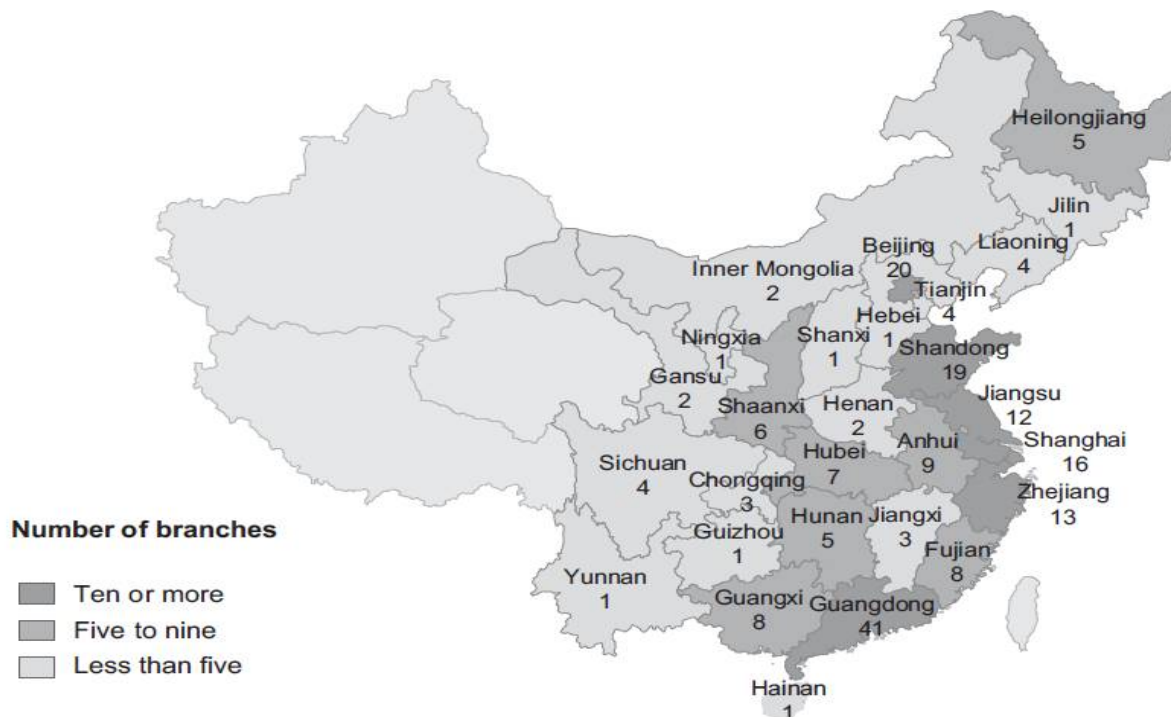 Heilongjiang
5
Jilin
1
Liaoning
4
Beijing
20
Inner Mongolia
2
Tianjin
4
Hebei
1
Shanxi
1
Ningxia
1
Shandong
19
Gansu
2
Shaanxi
6
Henan
2
Jiangsu
12
Anhui
9
Shanghai
16
Hubei
7
Sichuan
4
Chongqing
3
Zhejiang
13
Hunan
5
Jiangxi
3
Guizhou
1
Fujian
8
Yunnan
1
Guangxi
8
Guangdong
41
Hainan
1
Number of branches
Ten or more
Five to nine
Less than five